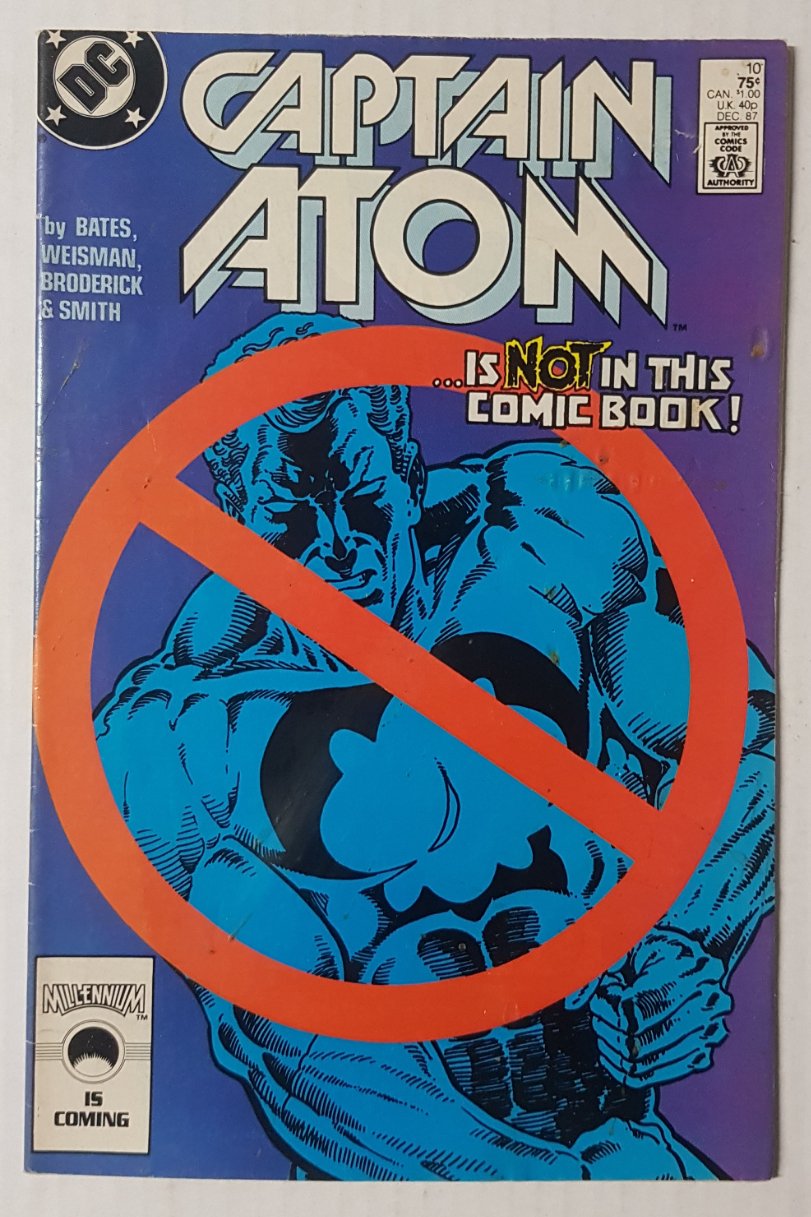 DC
CAPTAIN
ATOM
TM
10
75¢
CAN. $1.00
U.K. 40p
DEC. 87
APPROVED
BY THE
COMICS
CODE
CA
AUTHORITY
by BATES,
WEISMAN,
BRODERICK
& SMITH
...IS NOT IN THIS
COMIC BOOK!
MILLENNIUM
TM
IS
COMING